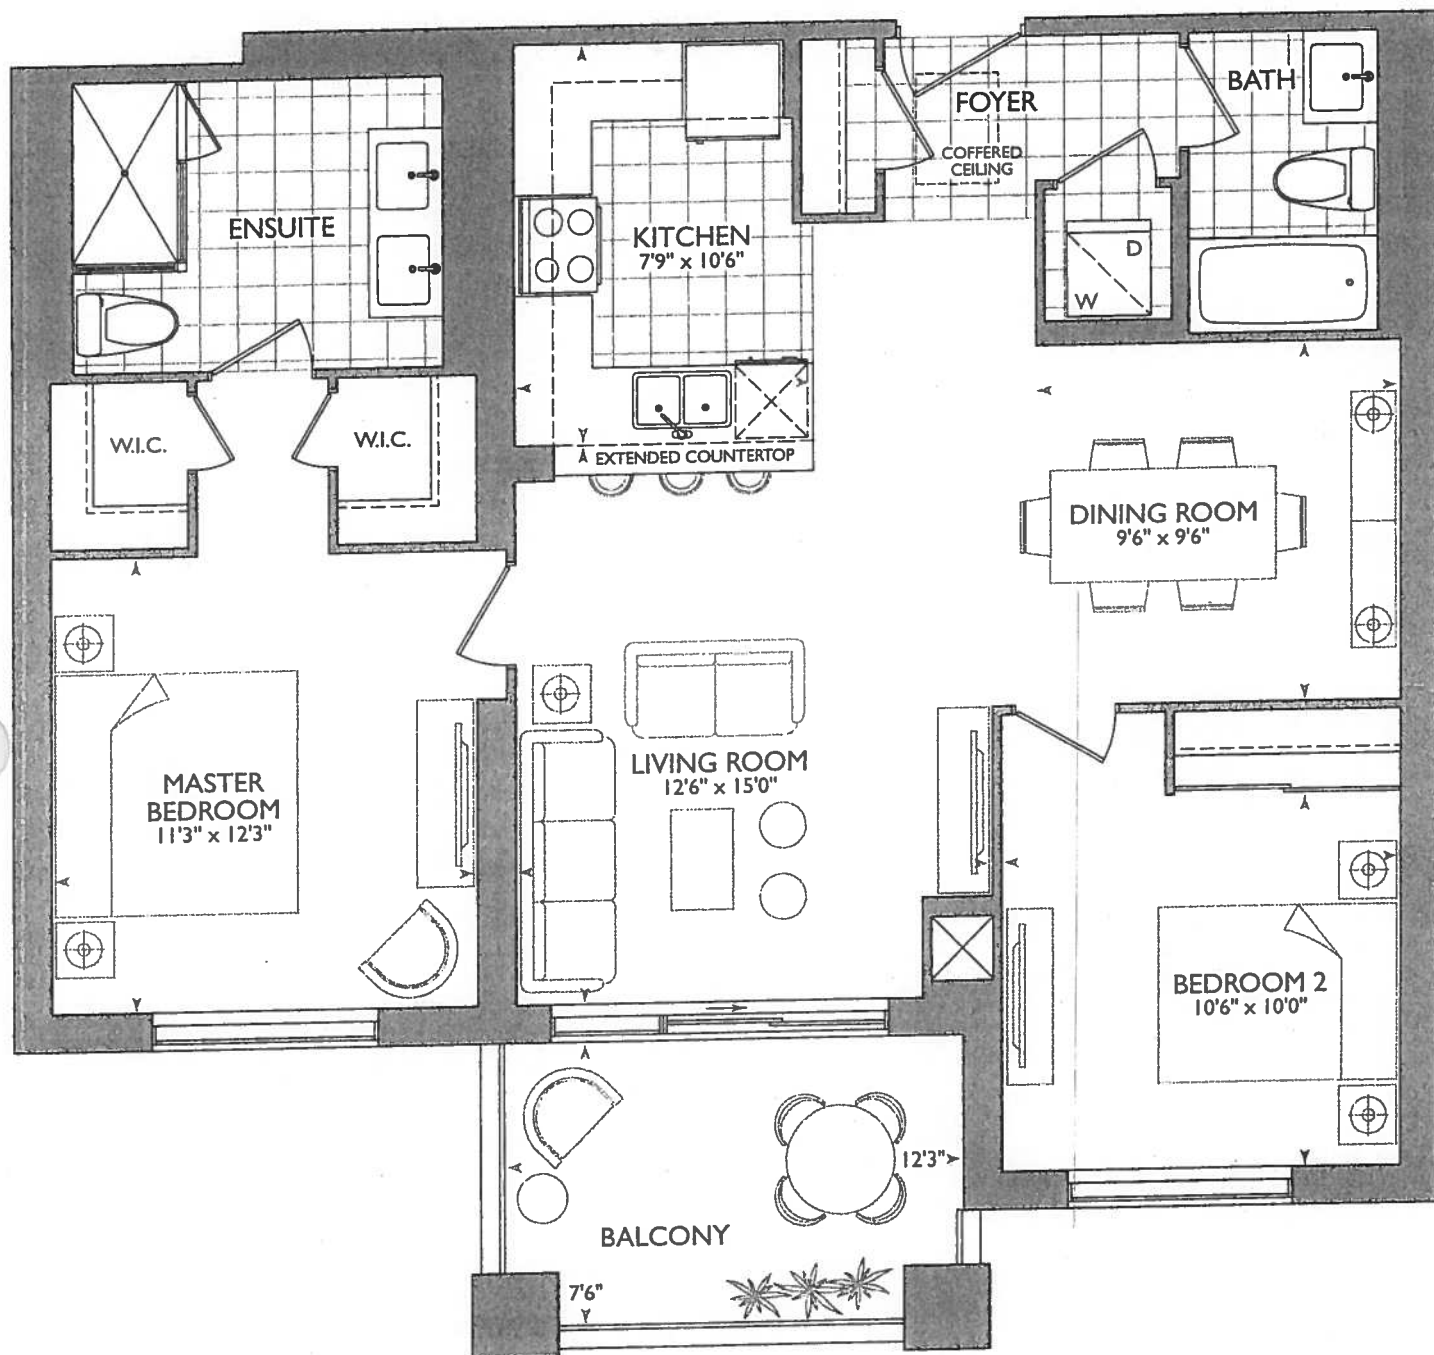 BATH
FOYER
COFFERED
CEILING
ENSUITE
KITCHEN
7'9" x 10'6"
D
W
W.I.C.
W.I.C.
EXTENDED COUNTERTOP
DINING ROOM
9'6" x 9'6"
LIVING ROOM
12'6" x 15'0"
MASTER
BEDROOM
11'3" x 12'3"
BEDROOM 2
10'6" x 10'0"
12'3"
BALCONY
7'6"